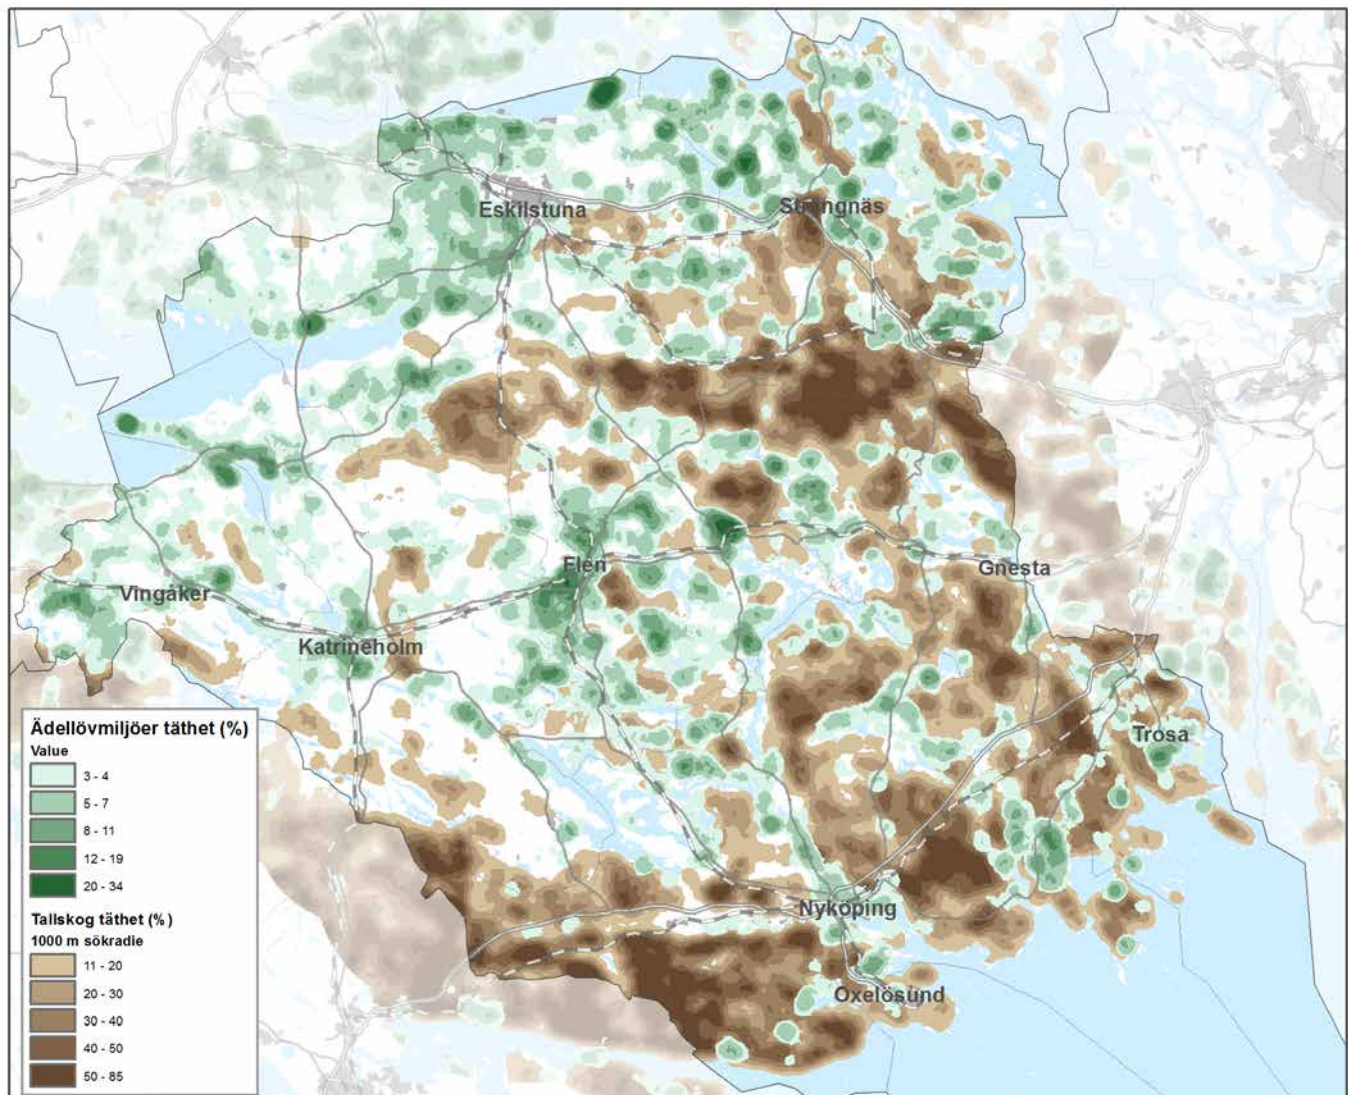 Eskilstuna
Strängnäs
Flen
Gnesta
Vingåker
Katrineholm
Trosa
Nyköping
Oxelösund
Ädellövmiljöer täthet (%)
Value
3 - 4
5 - 7
8 - 11
12 - 19
20 - 34
Tallskog täthet (%)
1000 m sökradie
11 - 20
20 - 30
30 - 40
40 - 50
50 - 85